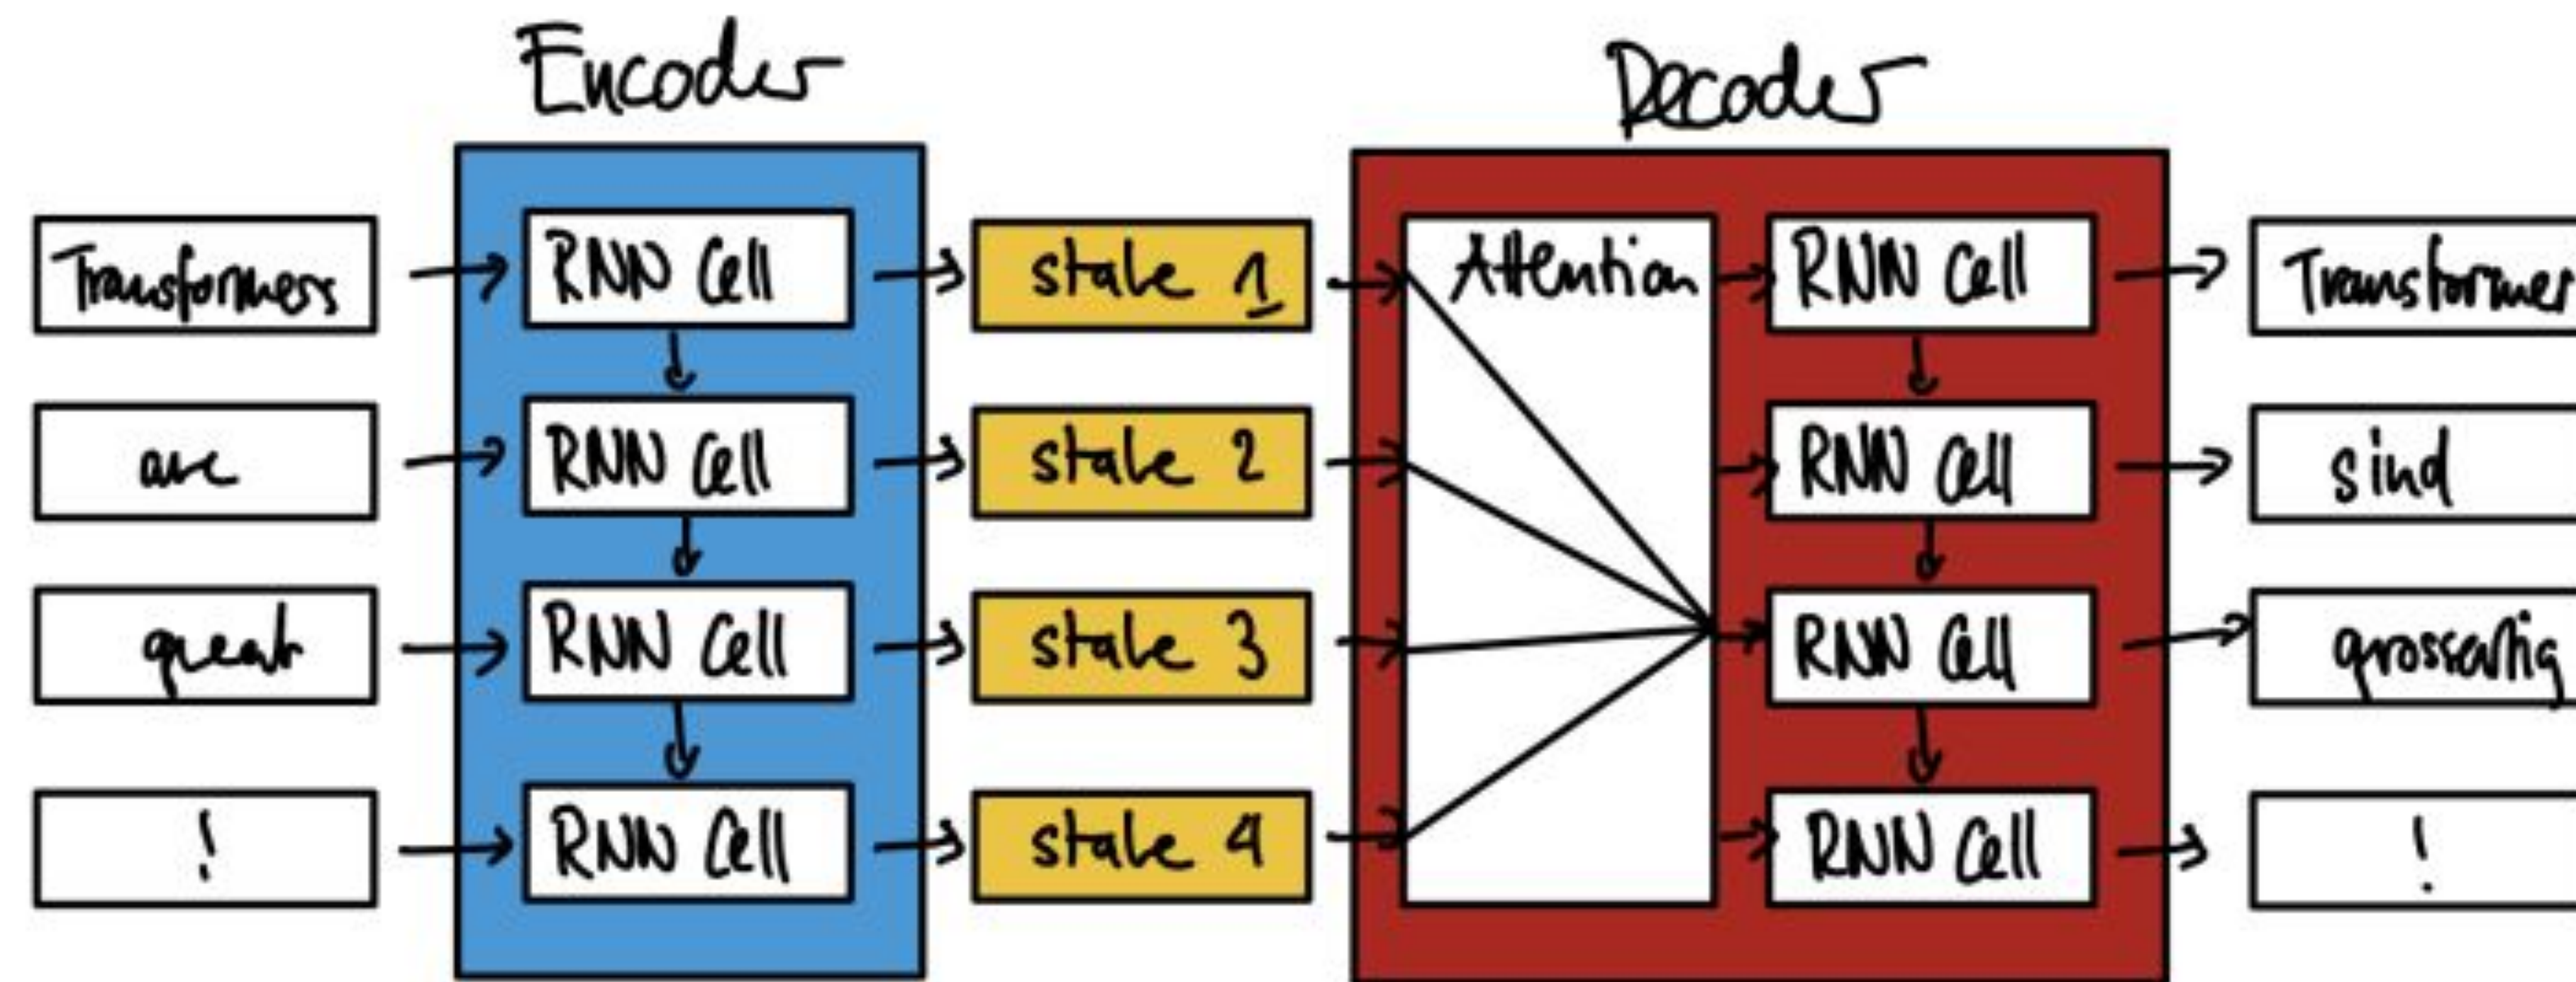 Encoder
Decoder
Transformers
RNN Cell
state 1
Attention
RNN Cell
Transformer
are
RNN Cell
state 2
RNN Cell
sind
great
RNN Cell
state 3
RNN Cell
grossartig
!
RNN Cell
state 4
RNN Cell
!